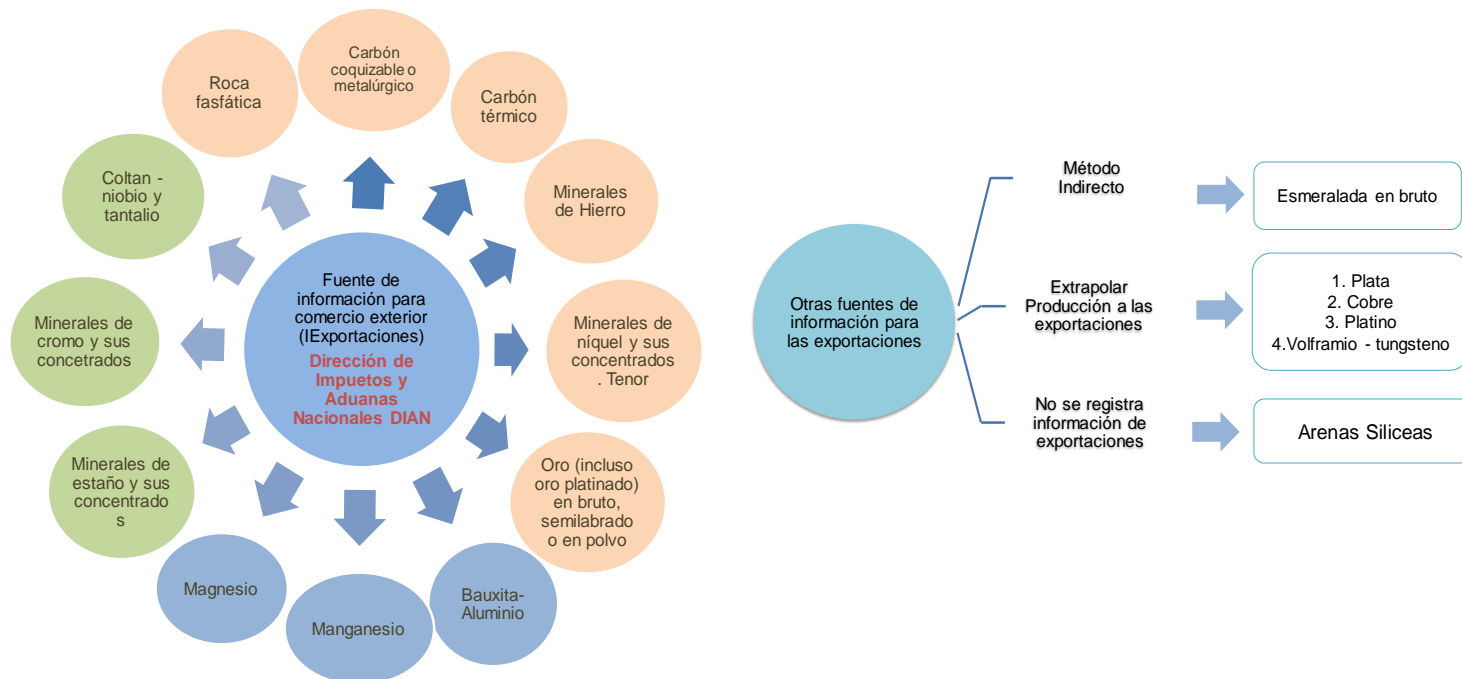 Carbón
coquizable o
metalúrgico
Carbón
térmico
Minerales
de Hierro
Minerales de
níquel y sus
concentrados
. Tenor
Oro (incluso
oro platinado)
en bruto,
semilabrado
o en polvo
Bauxita-
Aluminio
Manganesio
Magnesio
Minerales de
estaño y sus
concentrado
s
Minerales de
cromo y sus
concetrados
Coltan -
niobio y
tantalio
Roca
fasfática
Fuente de
información para
comercio exterior
(IExportaciones)
Dirección de
Impuetos y
Aduanas
Nacionales DIAN
Otras fuentes de
información para
las exportaciones
Método
Indirecto
Esmeralada en bruto
Extrapolar
Producción a las
exportaciones
1. Plata
2. Cobre
3. Platino
4.Volframio - tungsteno
No se registra
información de
exportaciones
Arenas Siliceas